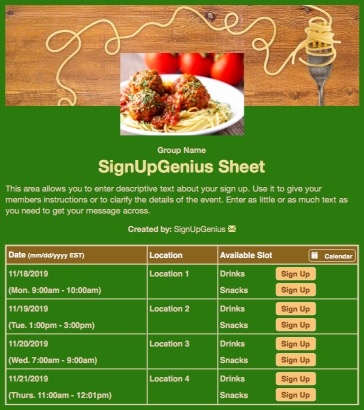 Group Name
SignUpGenius Sheet
This area allows you to enter descriptive text about your sign up. Use it to give your
members instructions or to clarify the details of the event. Enter as little or as much text as
you need to get your message across.
Created by: SignUpGenius
Date (mm/dd/yyyy EST) Location Available Slot Calendar
11/18/2019 Location 1 Drinks Sign Up
(Mon. 9:00am - 10:00am) Snacks Sign Up
11/19/2019 Location 2 Drinks Sign Up
(Tue. 1:00pm - 3:00pm) Snacks Sign Up
11/20/2019 Location 3 Drinks Sign Up
(Wed. 7:00am - 9:00am) Snacks Sign Up
11/21/2019 Location 4 Drinks Sign Up
(Thurs. 11:00am - 12:01pm) Snacks Sign Up